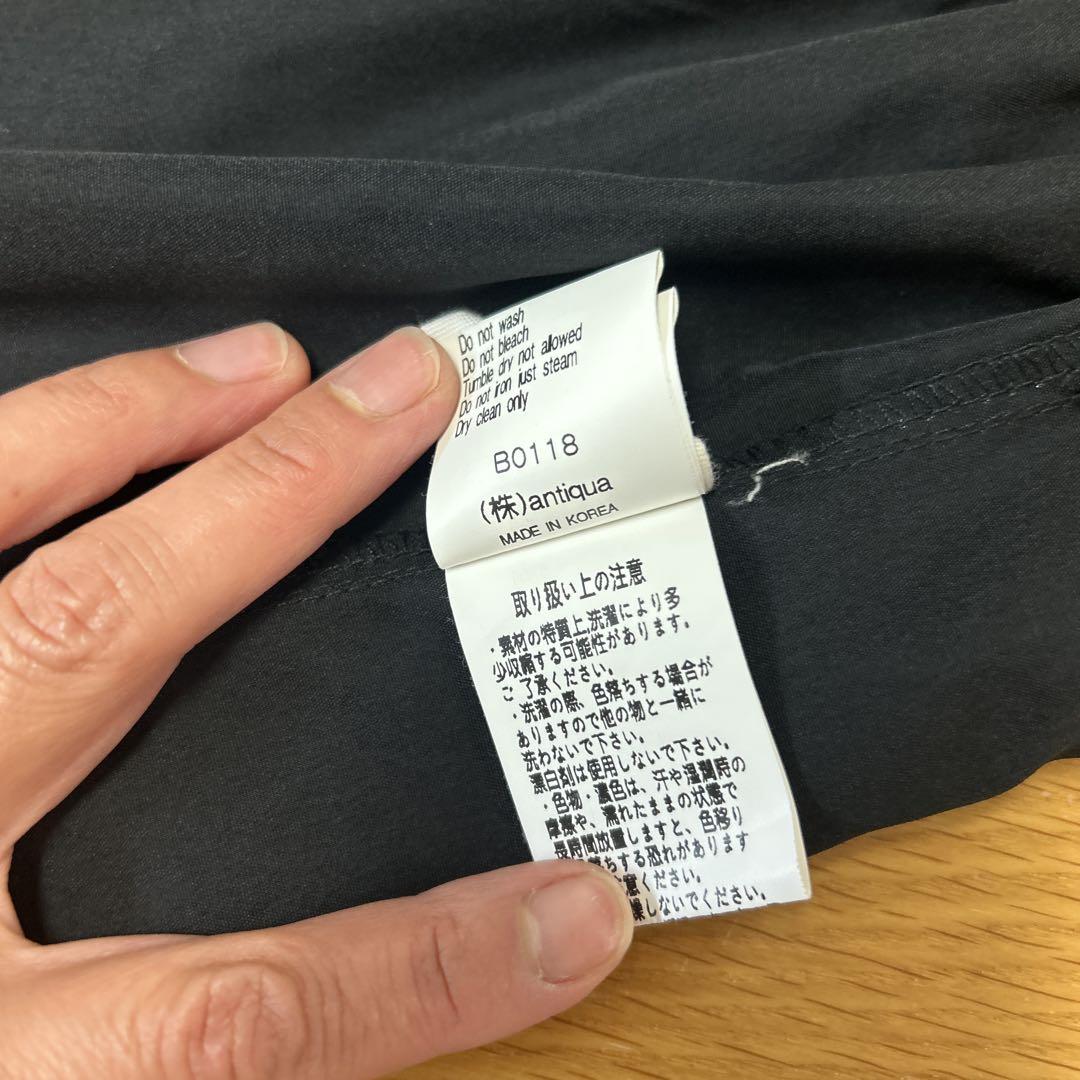 Do not wash
Do not bleach
Tumble dry not allowed
Do not iron just steam
Dry clean only
B0118
(株)antiqua
MADE IN KOREA
取り扱い上の注意
・素材の特質上,洗濯により多
少収縮する可能性があります。
ご了承ください。
・洗濯の際、色落ちする場合が
ありますので他の物と一緒に
洗わないで下さい。
漂白剤は使用しないで下さい。
・色物・濃色は、汗や湿潤時の
摩擦や、濡れたままの状態で
長時間放置しますと、色移り
ちする恐れがあります
意ください。
燥しないでください。